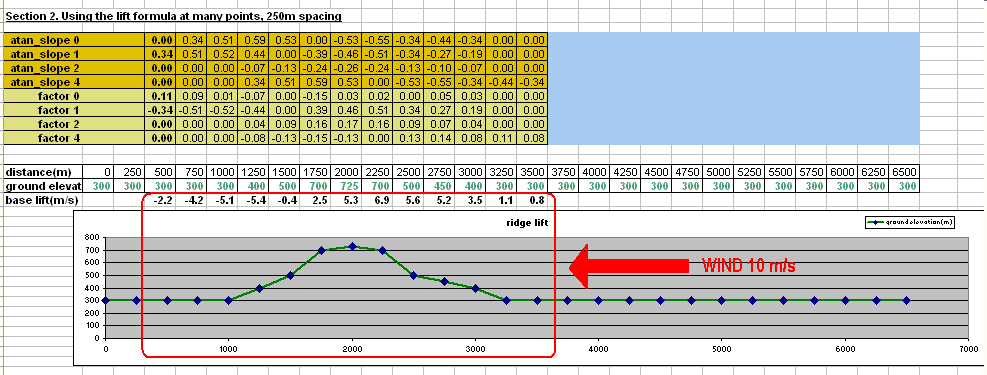 Section 2. Using the lift formula at many points, 250m spacing
atan_slope 0 0.00 0.34 0.51 0.59 0.53 0.00 -0.53 -0.55 -0.34 -0.44 -0.34 0.00 0.00
atan_slope 1 0.34 0.51 0.52 0.44 0.00 -0.39 -0.46 -0.51 -0.34 -0.27 -0.19 0.00 0.00
atan_slope 2 0.00 0.00 -0.07 -0.13 -0.24 -0.26 -0.24 -0.13 -0.10 -0.07 0.00 0.00 0.00
atan_slope 4 0.00 0.00 0.00 0.34 0.51 0.59 0.53 0.00 -0.53 -0.55 -0.34 -0.44 -0.34
factor 0 0.11 0.09 0.01 -0.07 0.00 -0.15 0.03 0.02 0.00 0.05 0.03 0.00 0.00
factor 1 -0.34 -0.51 -0.52 -0.44 0.00 0.39 0.46 0.51 0.34 0.27 0.19 0.00 0.00
factor 2 0.00 0.00 0.04 0.09 0.16 0.17 0.16 0.09 0.07 0.04 0.00 0.00 0.00
factor 4 0.00 0.00 0.00 -0.08 -0.13 -0.15 -0.13 0.00 0.13 0.14 0.08 0.11 0.08
distance(m) 0 250 500 750 1000 1250 1500 1750 2000 2250 2500 2750 3000 3250 3500 3750 4000 4250 4500 4750 5000 5250 5500 5750 6000 6250 6500
ground elevat 300 300 300 300 300 400 500 700 725 700 500 450 400 300 300 300 300 300 300 300 300 300 300 300 300 300 300
base lift(m/s) -2.2 -4.2 -5.1 -5.4 -0.4 2.5 5.3 6.9 5.6 5.2 3.5 1.1 0.8
ridge lift
ground elevation(m)
800
700
600
500
400
300
200
100
0
WIND 10 m/s
0 1000 2000 3000 4000 5000 6000 7000